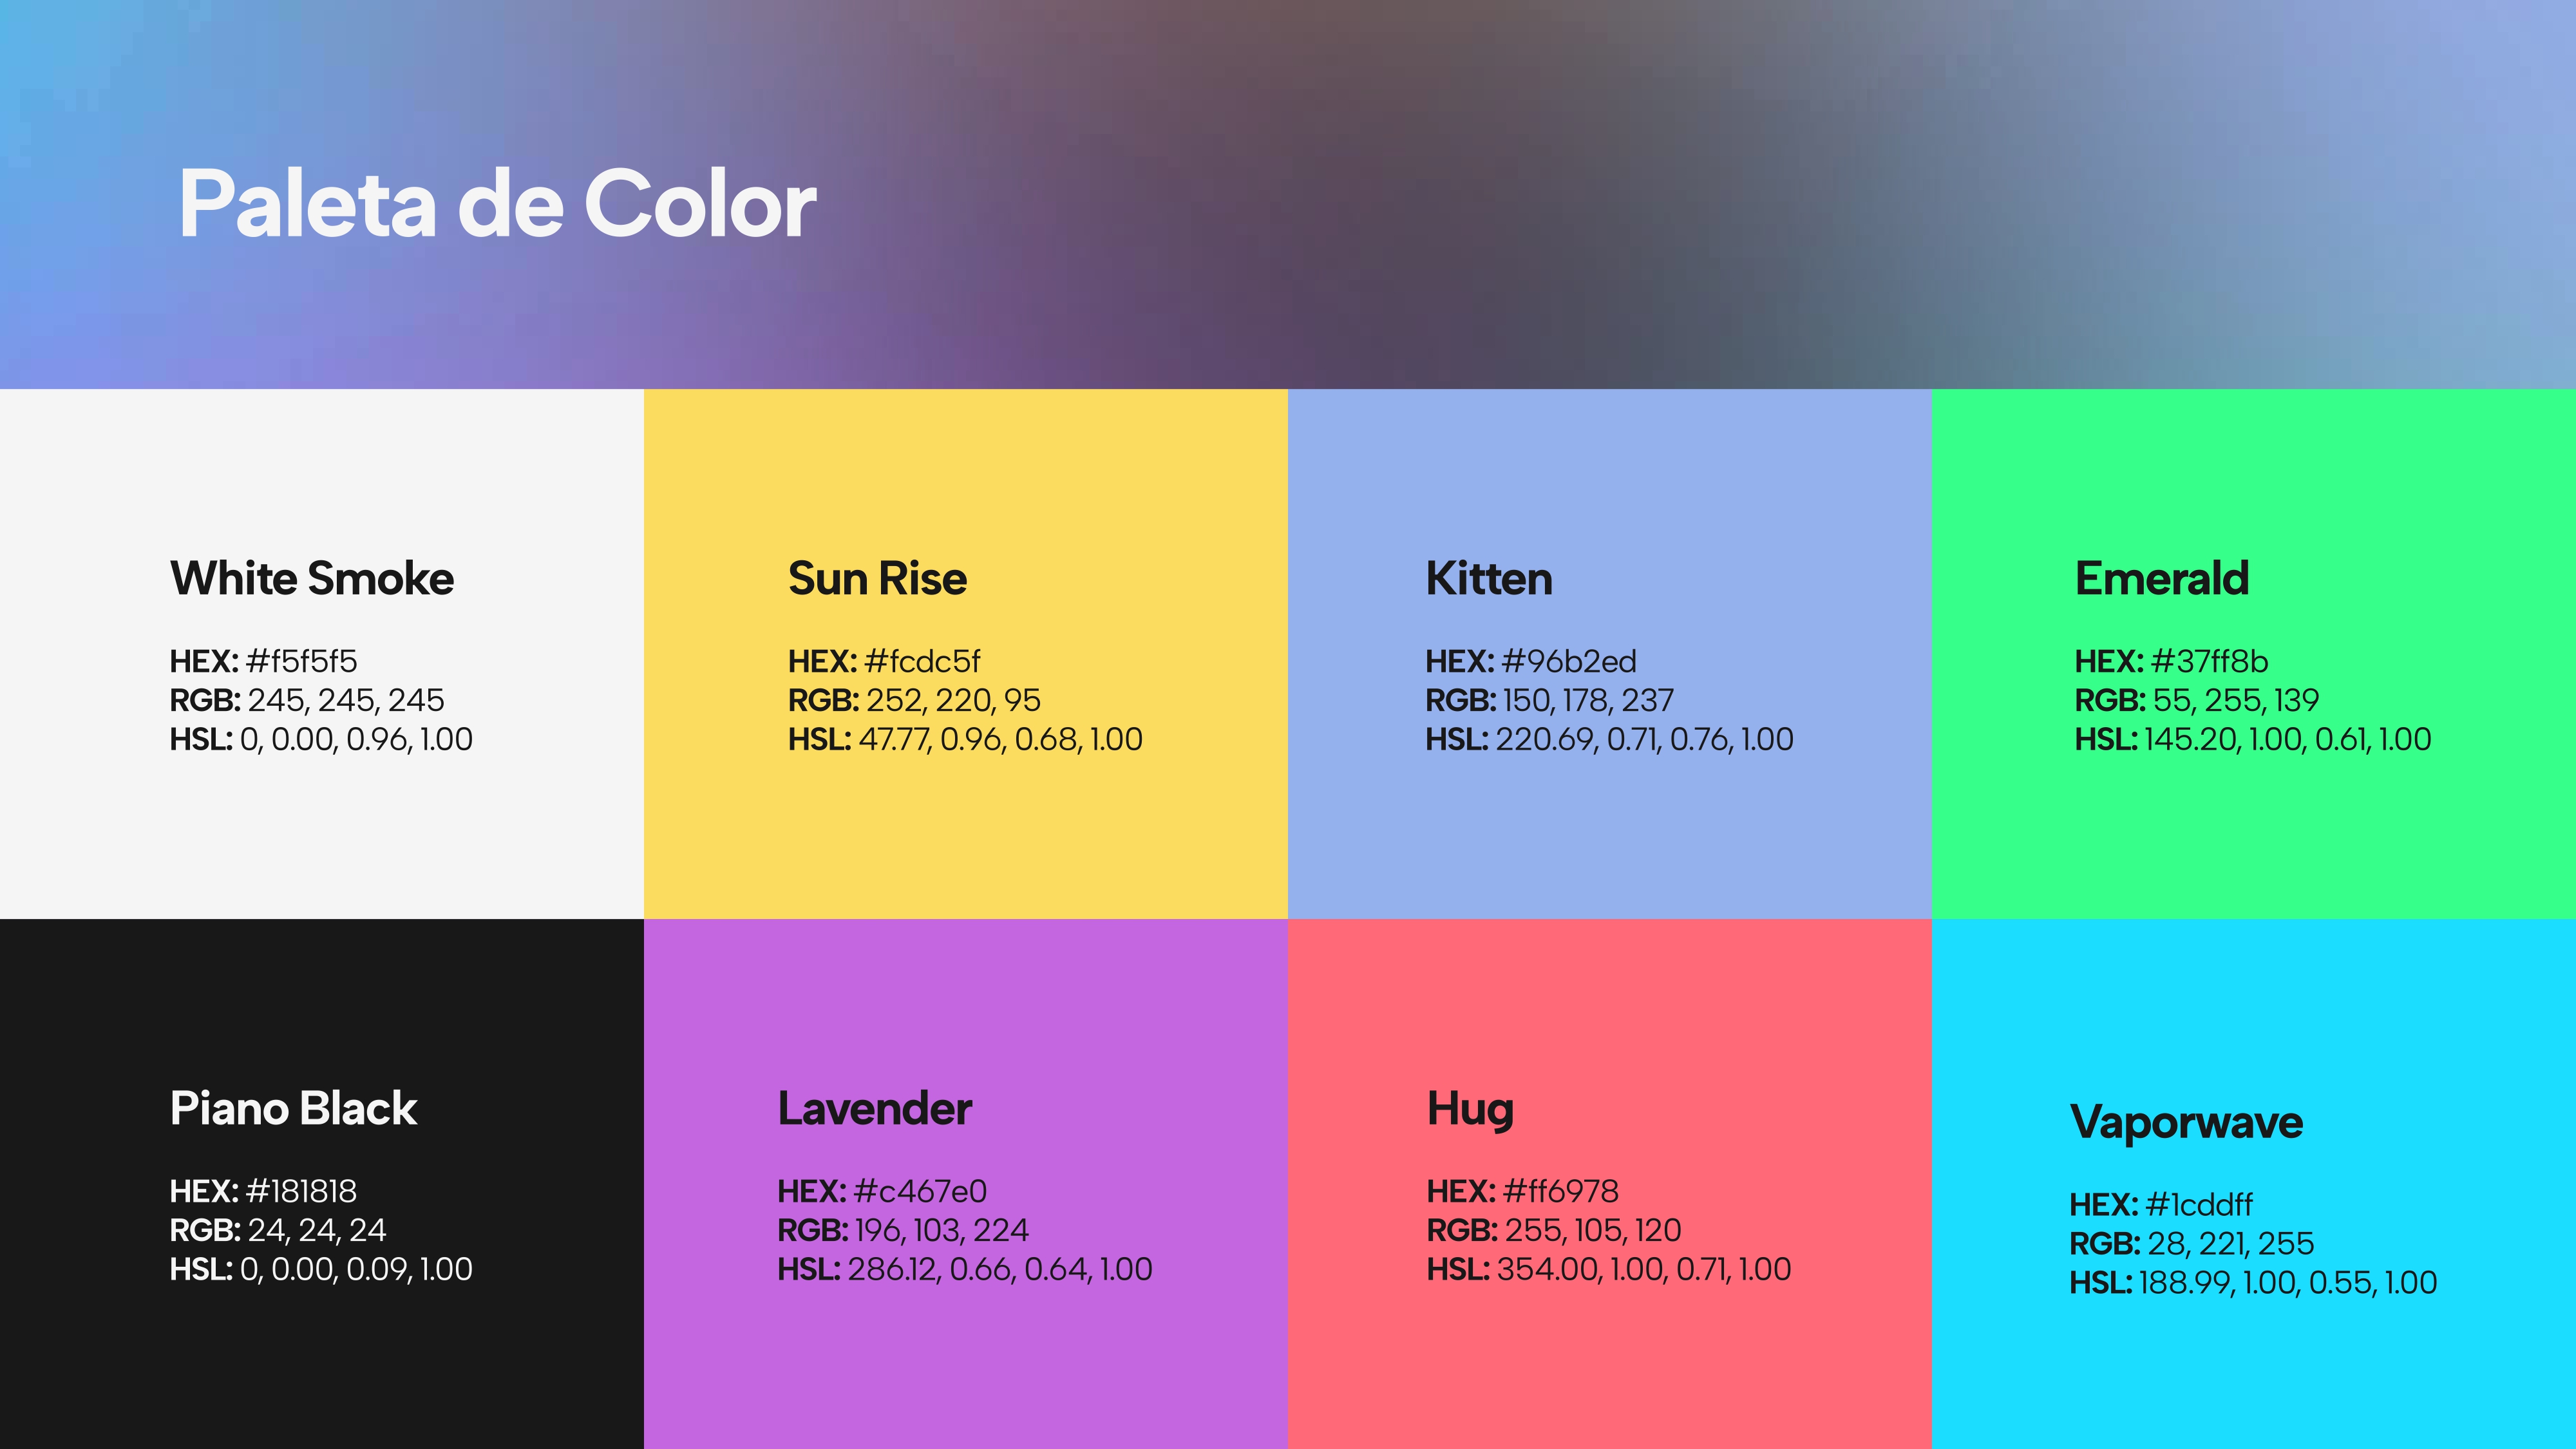 Paleta de Color
White Smoke
HEX: #f5f5f5
RGB: 245, 245, 245
HSL: 0, 0.00, 0.96, 1.00
Sun Rise
HEX: #fcdc5f
RGB: 252, 220, 95
HSL: 47.77, 0.96, 0.68, 1.00
Kitten
HEX: #96b2ed
RGB: 150, 178, 237
HSL: 220.69, 0.71, 0.76, 1.00
Emerald
HEX: #37ff8b
RGB: 55, 255, 139
HSL: 145.20, 1.00, 0.61, 1.00
Piano Black
HEX: #181818
RGB: 24, 24, 24
HSL: 0, 0.00, 0.09, 1.00
Lavender
HEX: #c467e0
RGB: 196, 103, 224
HSL: 286.12, 0.66, 0.64, 1.00
Hug
HEX: #ff6978
RGB: 255, 105, 120
HSL: 354.00, 1.00, 0.71, 1.00
Vaporwave
HEX: #1cddff
RGB: 28, 221, 255
HSL: 188.99, 1.00, 0.55, 1.00